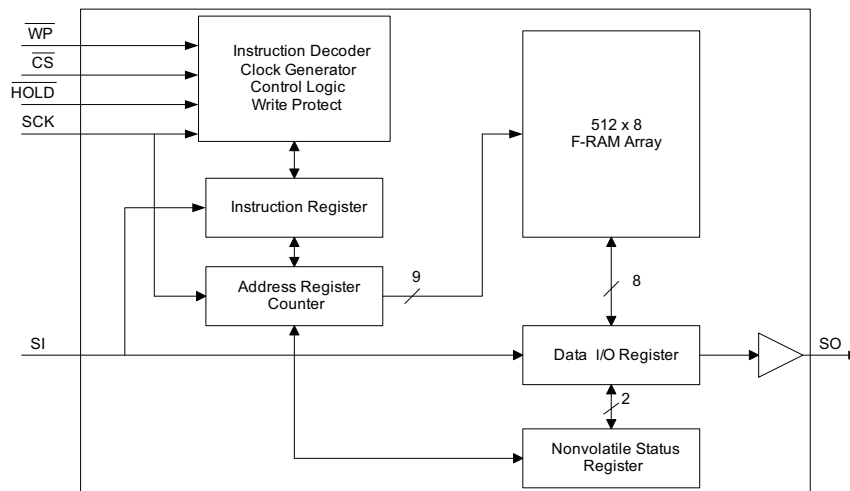 WP
CS
HOLD
SCK
Instruction Decoder
Clock Generator
Control Logic
Write Protect
512 x 8
F-RAM Array
Instruction Register
Address Register
Counter
9
8
SI
Data I/O Register
SO
2
Nonvolatile Status
Register